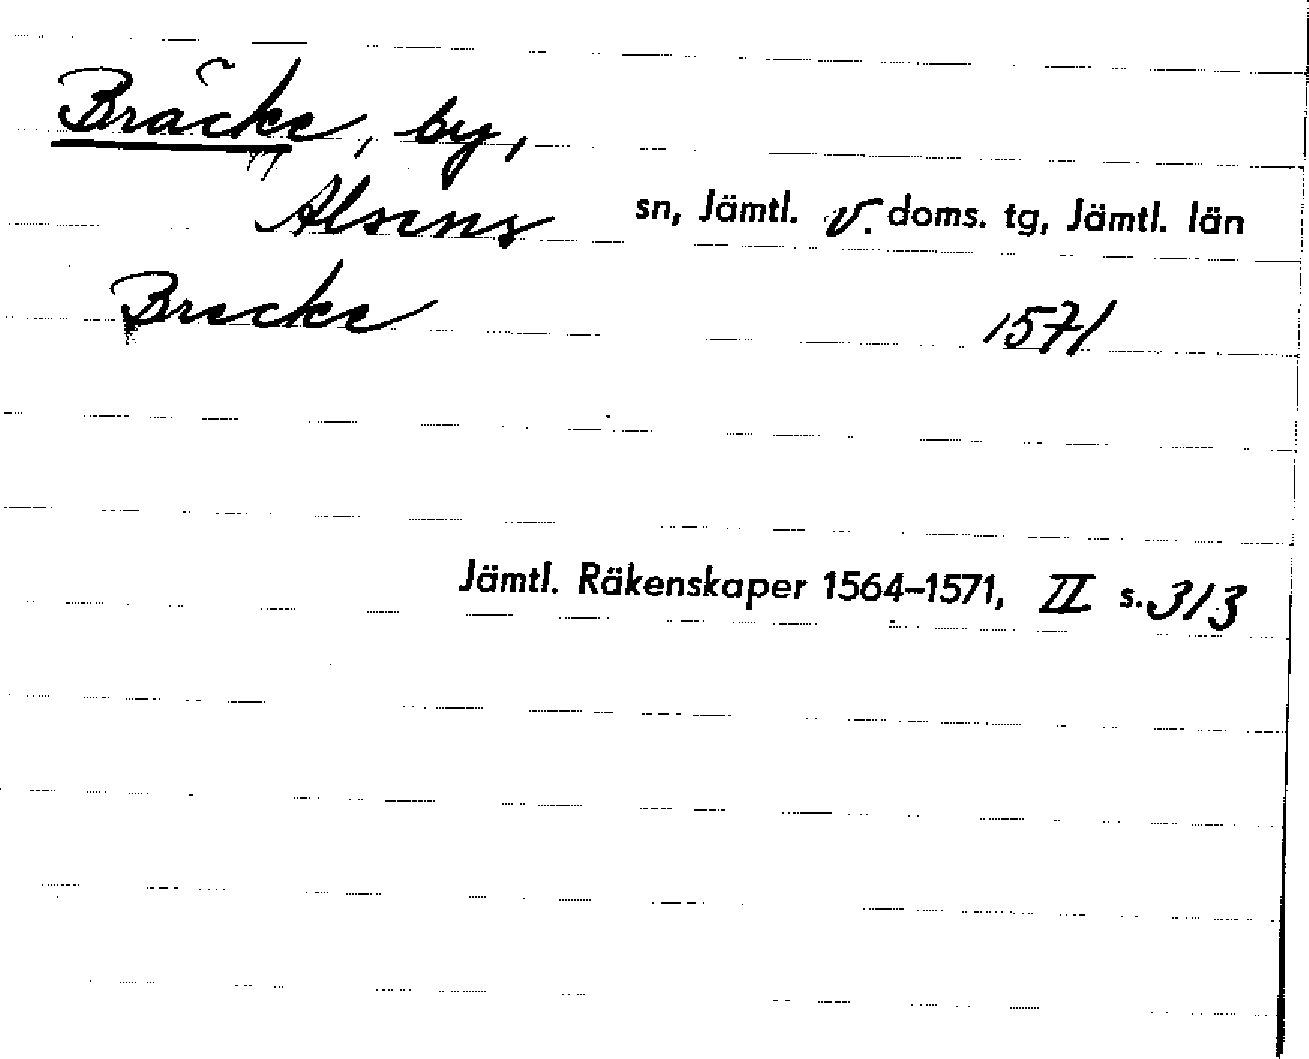 Bräcke, by,
Alsens sn, Jämtl. v. doms. tg, Jämtl. län
Brecke 1571
Jämtl. Räkenskaper 1564–1571, II s. 313